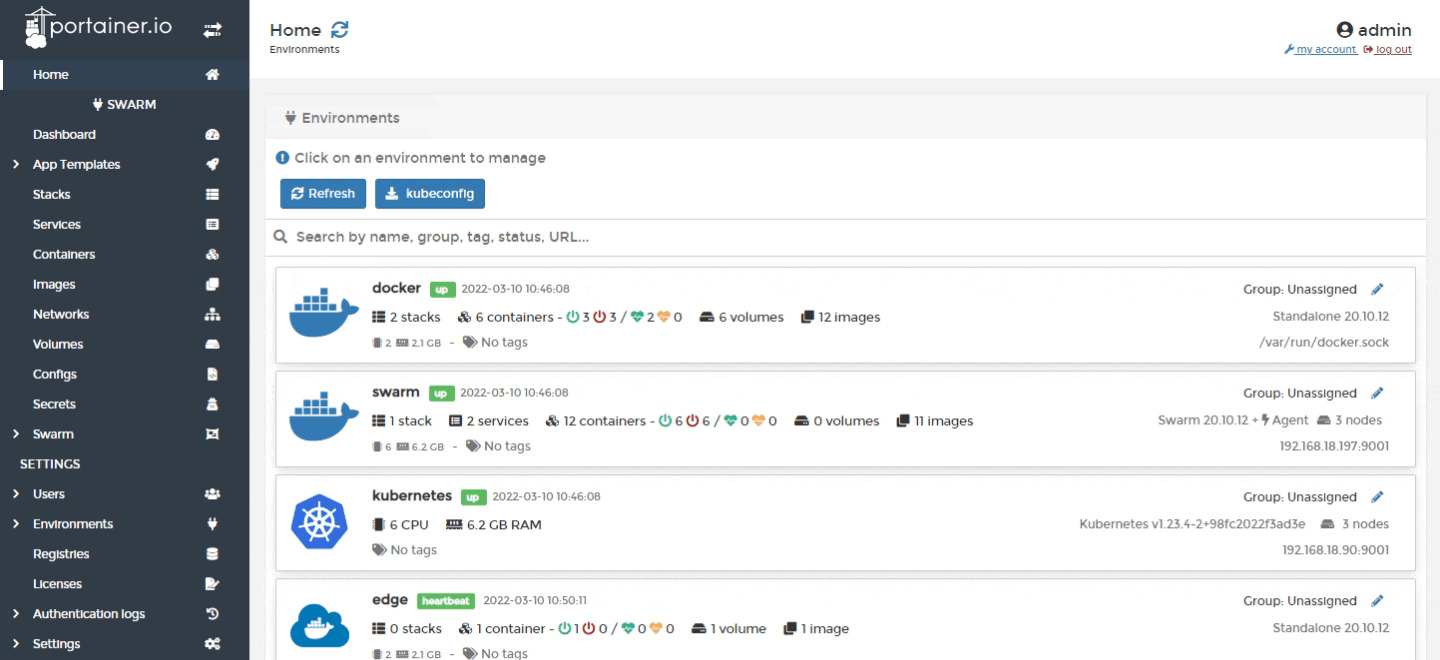 portainer.io
Home
SWARM
Dashboard
App Templates
Stacks
Services
Containers
Images
Networks
Volumes
Configs
Secrets
Swarm
SETTINGS
Users
Environments
Registries
Licenses
Authentication logs
Settings
Home
Environments
admin
my account log out
Environments
Click on an environment to manage
Refresh kubeconfig
Search by name, group, tag, status, URL...
docker up 2022-03-10 10:46:08 Group: Unassigned
2 stacks 6 containers - 3 3 / 2 0 6 volumes 12 images Standalone 20.10.12
2 2.1 GB - No tags /var/run/docker.sock
swarm up 2022-03-10 10:46:08 Group: Unassigned
1 stack 2 services 12 containers - 6 6 / 0 0 0 volumes 11 images Swarm 20.10.12 + Agent 3 nodes
6 6.2 GB - No tags 192.168.18.197:9001
kubernetes up 2022-03-10 10:46:08 Group: Unassigned
6 CPU 6.2 GB RAM Kubernetes v1.23.4-2+98fc2022f3ad3e 3 nodes
No tags 192.168.18.90:9001
edge heartbeat 2022-03-10 10:50:11 Group: Unassigned
0 stacks 1 container - 1 0 / 0 0 1 volume 1 image Standalone 20.10.12
2 2.1 GB - No tags